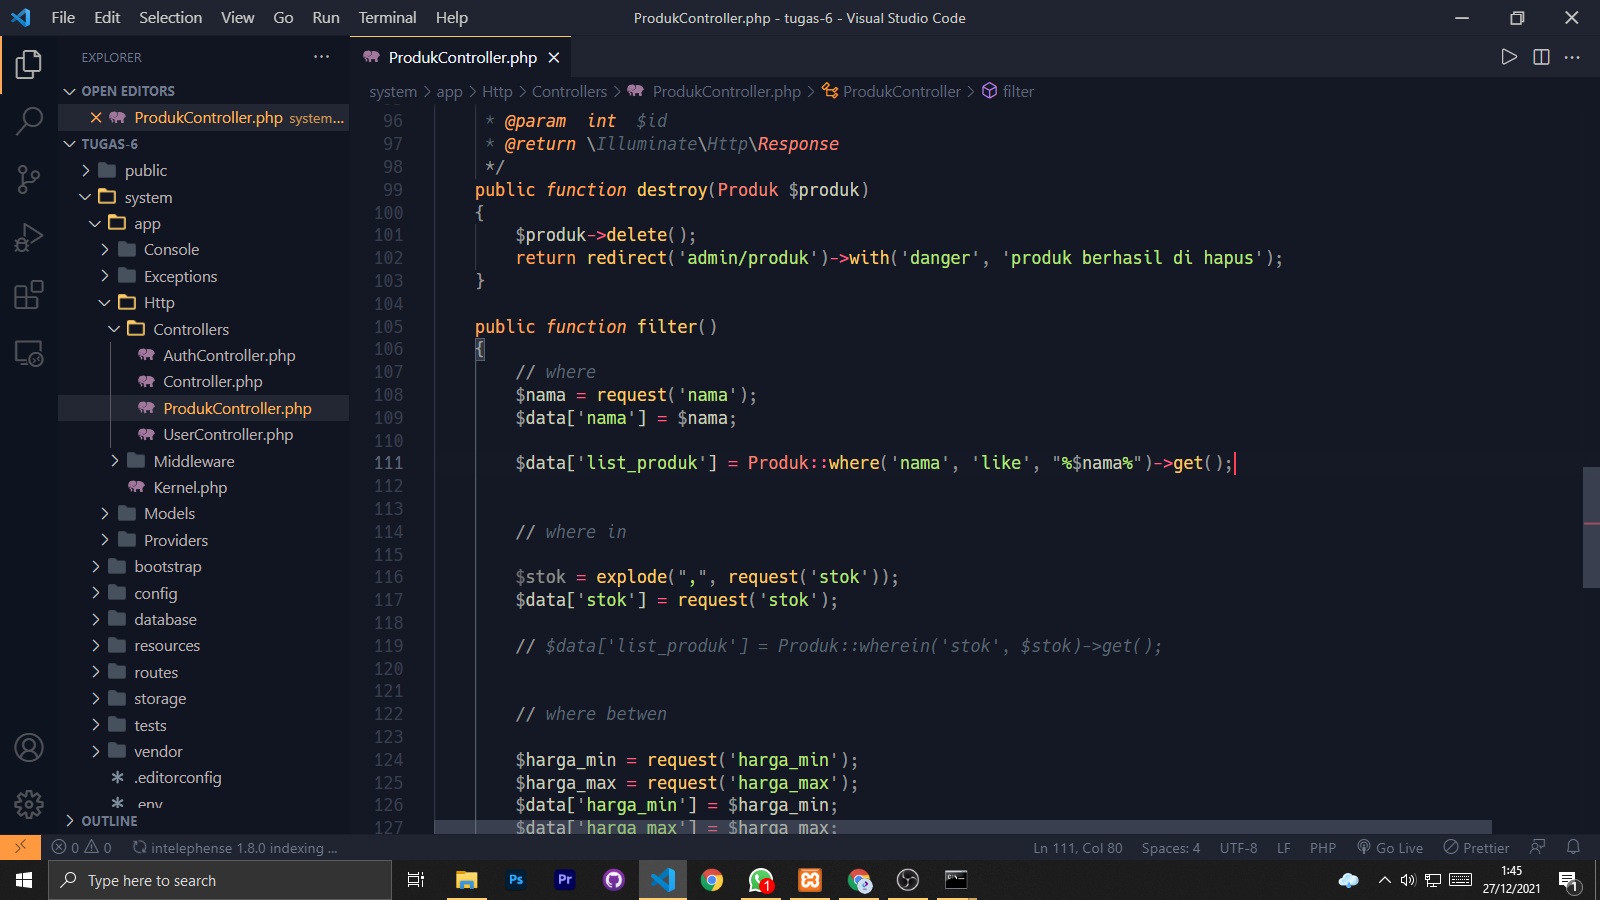 File Edit Selection View Go Run Terminal Help
ProdukController.php - tugas-6 - Visual Studio Code
EXPLORER
OPEN EDITORS
ProdukController.php system...
TUGAS-6
public
system
app
Console
Exceptions
Http
Controllers
AuthController.php
Controller.php
ProdukController.php
UserController.php
Middleware
Kernel.php
Models
Providers
bootstrap
config
database
resources
routes
storage
tests
vendor
.editorconfig
.env
OUTLINE
ProdukController.php
system > app > Http > Controllers > ProdukController.php > ProdukController > filter
96 * @param  int  $id
97 * @return \Illuminate\Http\Response
98 */
99 public function destroy(Produk $produk)
100 {
101 $produk->delete();
102 return redirect('admin/produk')->with('danger', 'produk berhasil di hapus');
103 }
104
105 public function filter()
106 {
107 // where
108 $nama = request('nama');
109 $data['nama'] = $nama;
110
111 $data['list_produk'] = Produk::where('nama', 'like', "%$nama%")->get();
112
113
114 // where in
115
116 $stok = explode(",", request('stok'));
117 $data['stok'] = request('stok');
118
119 // $data['list_produk'] = Produk::wherein('stok', $stok)->get();
120
121
122 // where betwen
123
124 $harga_min = request('harga_min');
125 $harga_max = request('harga_max');
126 $data['harga_min'] = $harga_min;
127 $data['harga_max'] = $harga_max;
0 0 intelephense 1.8.0 indexing ...
Ln 111, Col 80 Spaces: 4 UTF-8 LF PHP Go Live Prettier
Type here to search
Ps
Pr
1
1:45
27/12/2021
1